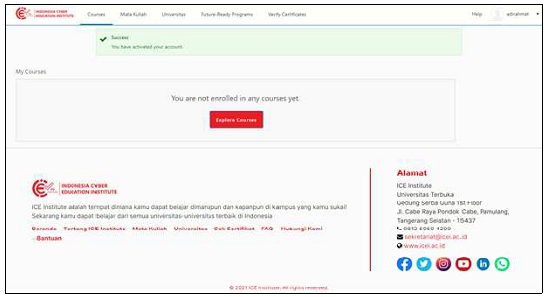 INDONESIA CYBER
EDUCATION INSTITUTE
Courses
Mata Kuliah
Universitas
Future-Ready Programs
Verify Certificates
Help
adirahmat
Success
You have activated your account.
My Courses
You are not enrolled in any courses yet.
Explore Courses
INDONESIA CYBER
EDUCATION INSTITUTE
ICE Institute adalah tempat dimana kamu dapat belajar dimanapun dan kapanpun di kampus yang kamu sukai!
Sekarang kamu dapat belajar dari semua universitas-universitas terbaik di Indonesia
Beranda Tentang ICE Institute Mata Kuliah Universitas Cek Sertifikat FAQ Hubungi Kami
Bantuan
Alamat
ICE Institute
Universitas Terbuka
Gedung Serba Guna 1st Floor
Jl. Cabe Raya Pondok Cabe, Pamulang,
Tangerang Selatan - 15437
sekretariat@icei.ac.id
www.icei.ac.id
© 2021 ICE Institute. All rights reserved.